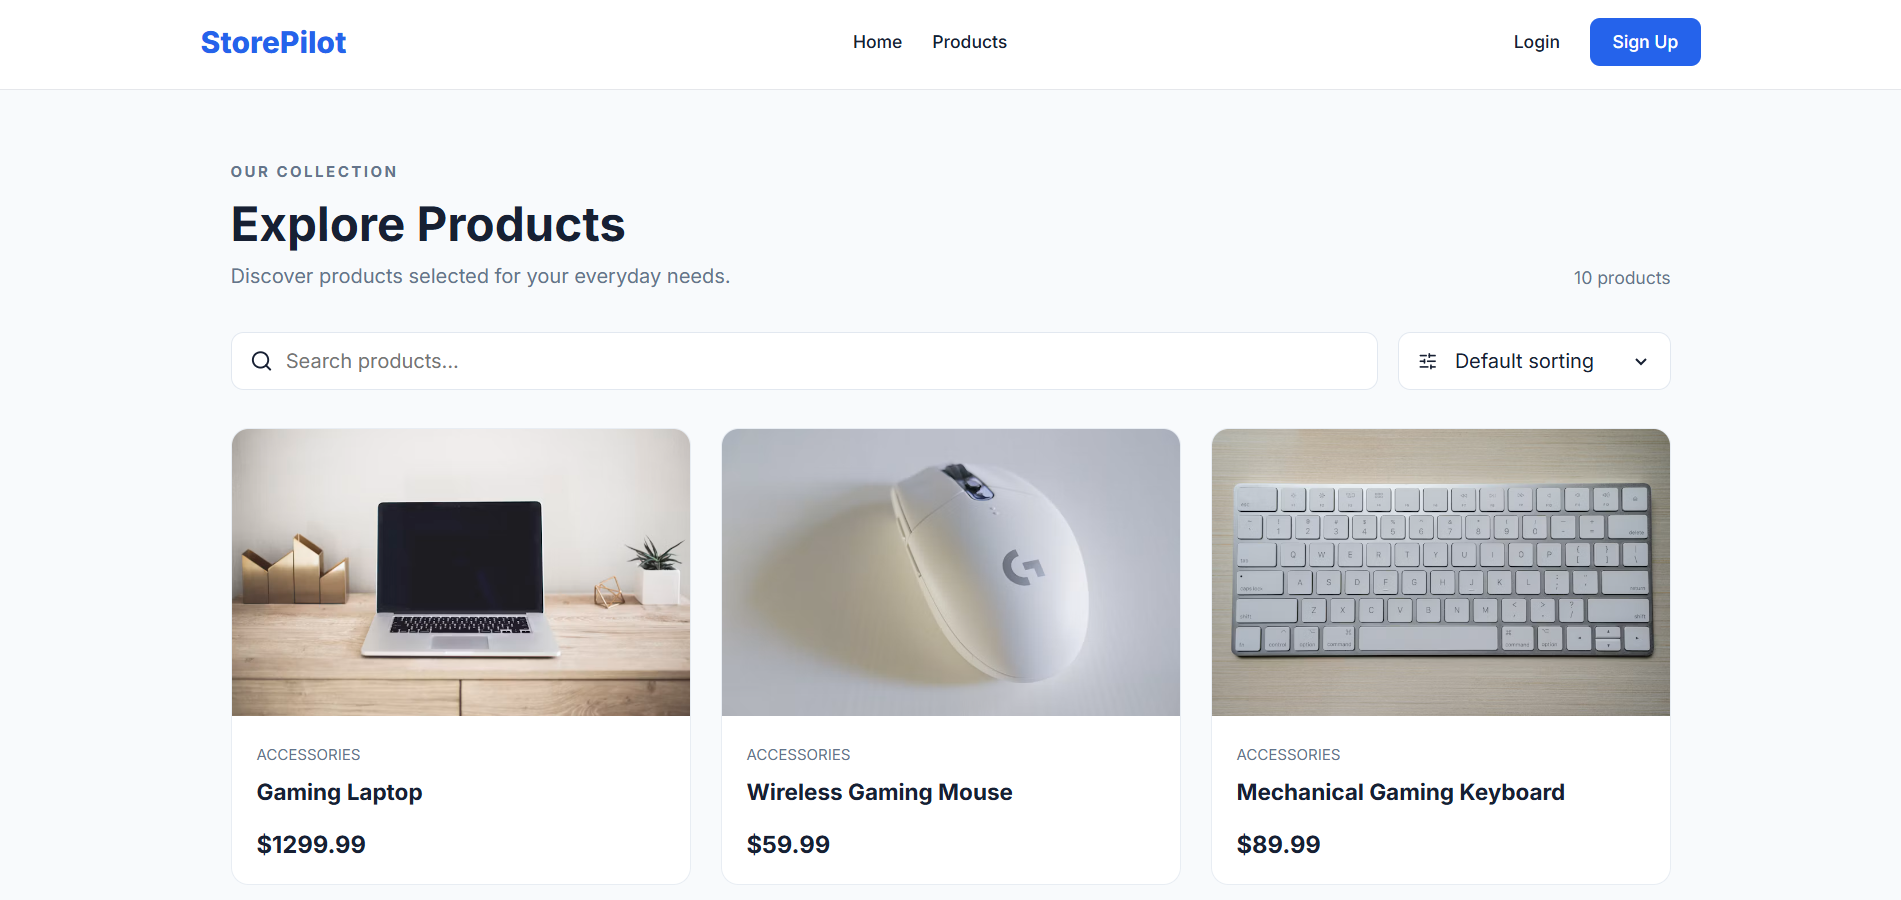 StorePilot
Home
Products
Login
Sign Up
OUR COLLECTION
Explore Products
Discover products selected for your everyday needs.
10 products
Search products...
Default sorting
ACCESSORIES
Gaming Laptop
$1299.99
G
ACCESSORIES
Wireless Gaming Mouse
$59.99
Q W E R T Y U I O P
A S D F G H J K L
Z X C V B N M
ACCESSORIES
Mechanical Gaming Keyboard
$89.99